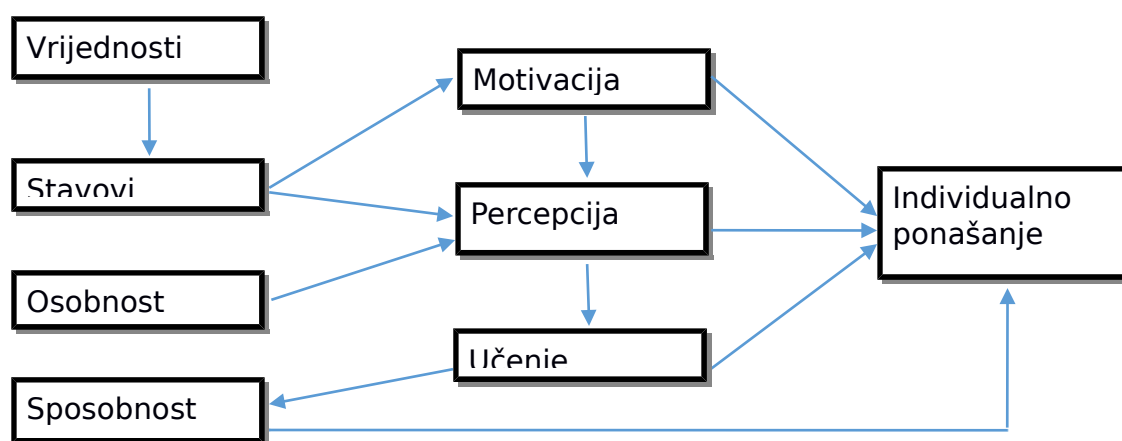 Vrijednosti
Motivacija
Stavovi
Percepcija
Individualno
ponašanje
Osobnost
Učenje
Sposobnost